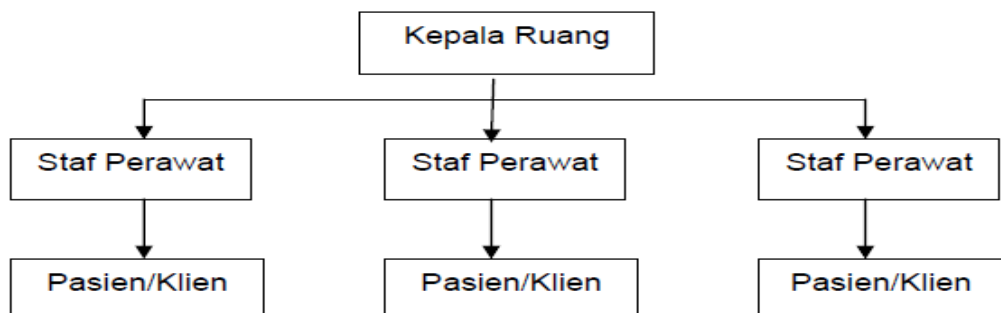 Kepala Ruang
Staf Perawat
Staf Perawat
Staf Perawat
Pasien/Klien
Pasien/Klien
Pasien/Klien